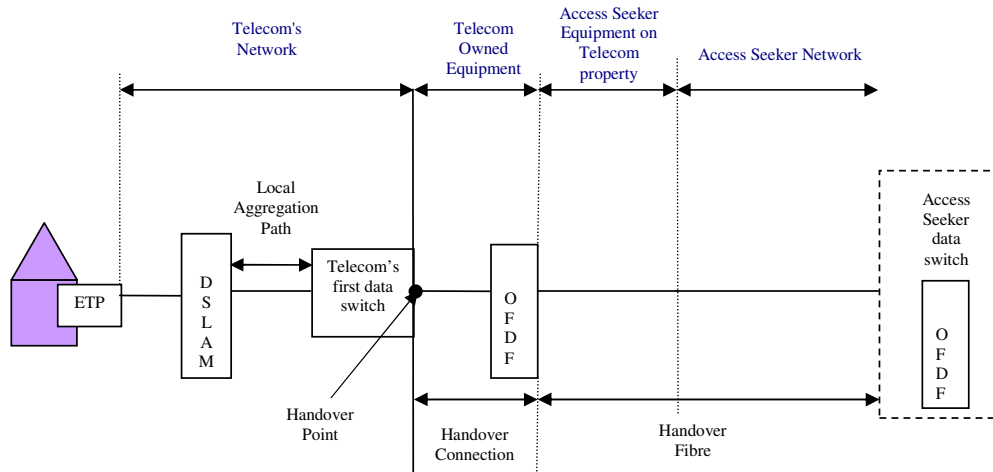 Telecom's
Network
Telecom
Owned
Equipment
Access Seeker
Equipment on
Telecom
property
Access Seeker Network
Local
Aggregation
Path
Access
Seeker
data
switch
ETP
D
S
L
A
M
Telecom's
first data
switch
O
F
D
F
O
F
D
F
Handover
Point
Handover
Connection
Handover
Fibre